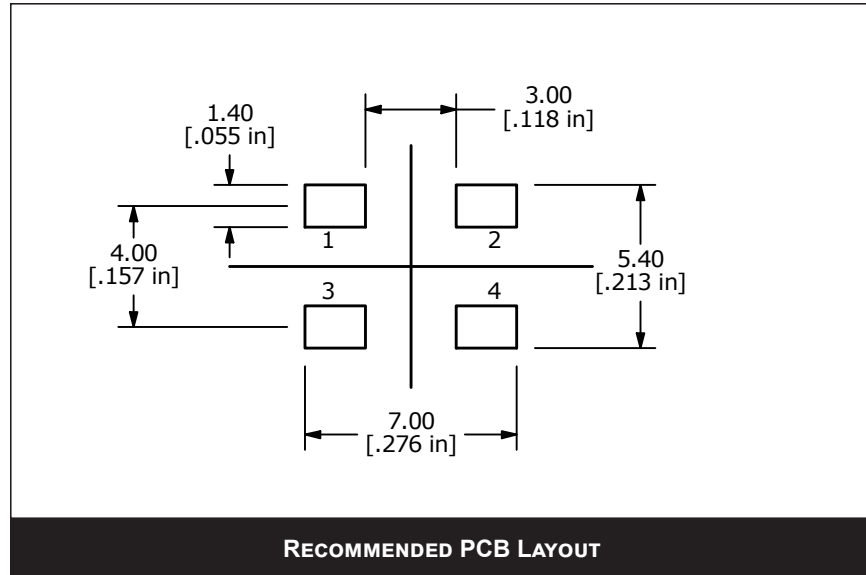 3.00
[.118 in]
1.40
[.055 in]
1
2
4.00
[.157 in]
5.40
[.213 in]
3
4
7.00
[.276 in]
RECOMMENDED PCB LAYOUT